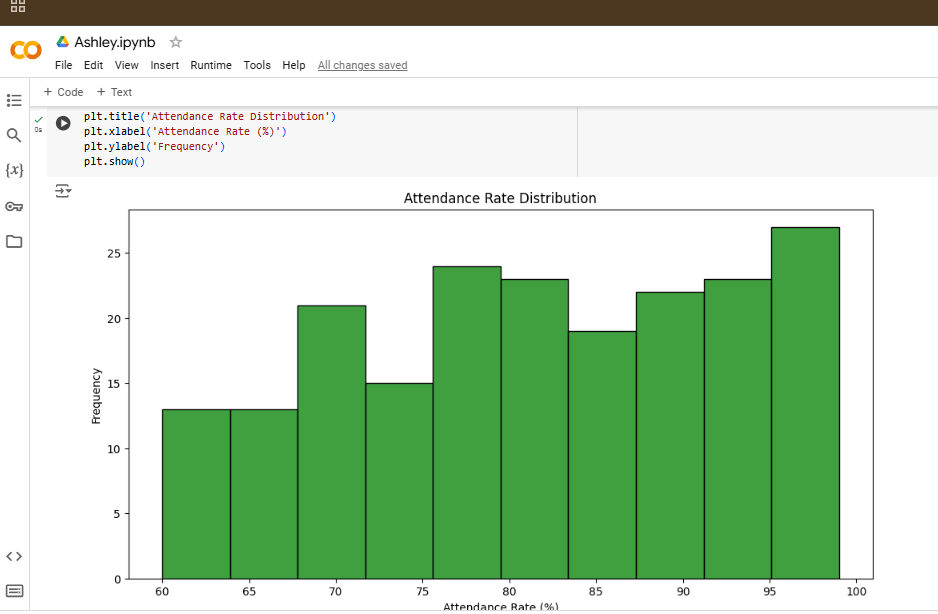 Ashley.ipynb
File Edit View Insert Runtime Tools Help All changes saved
+ Code + Text
0s
plt.title('Attendance Rate Distribution')
plt.xlabel('Attendance Rate (%)')
plt.ylabel('Frequency')
plt.show()
{x}
Attendance Rate Distribution
Frequency
25
20
15
10
5
0
60 65 70 75 80 85 90 95 100
Attendance Rate (%)